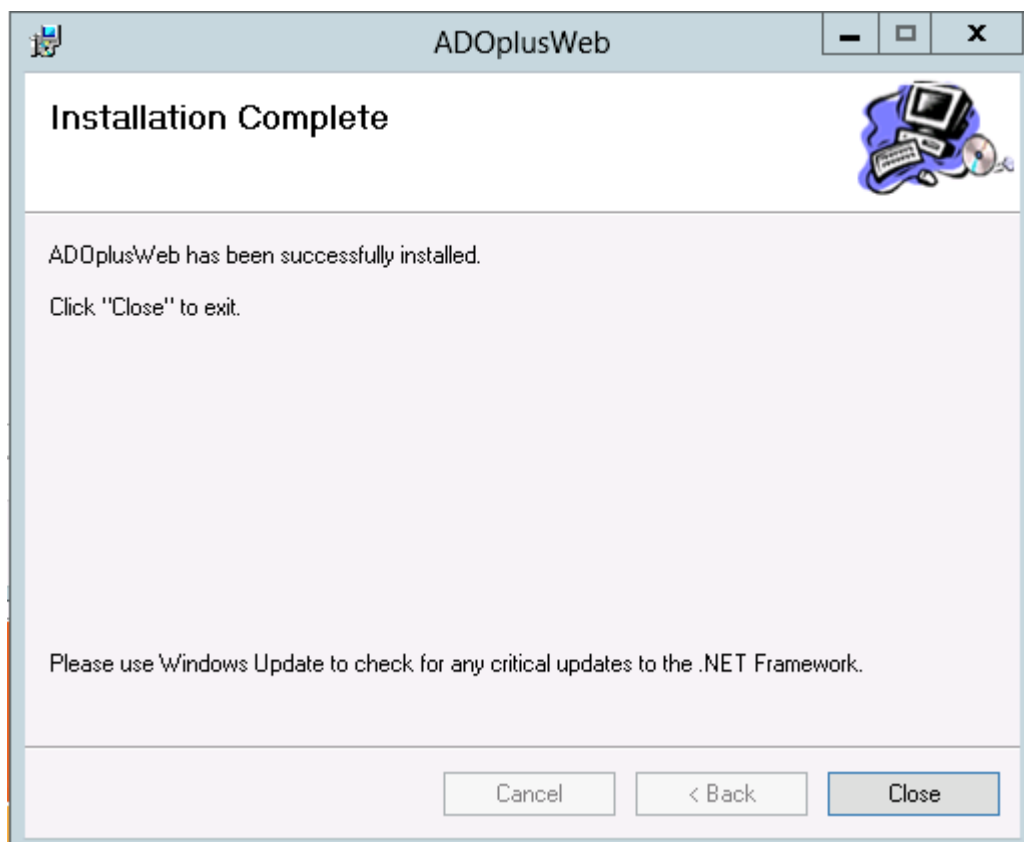 ADOplusWeb
Installation Complete
ADOplusWeb has been successfully installed.
Click "Close" to exit.
Please use Windows Update to check for any critical updates to the .NET Framework.
Cancel
< Back
Close